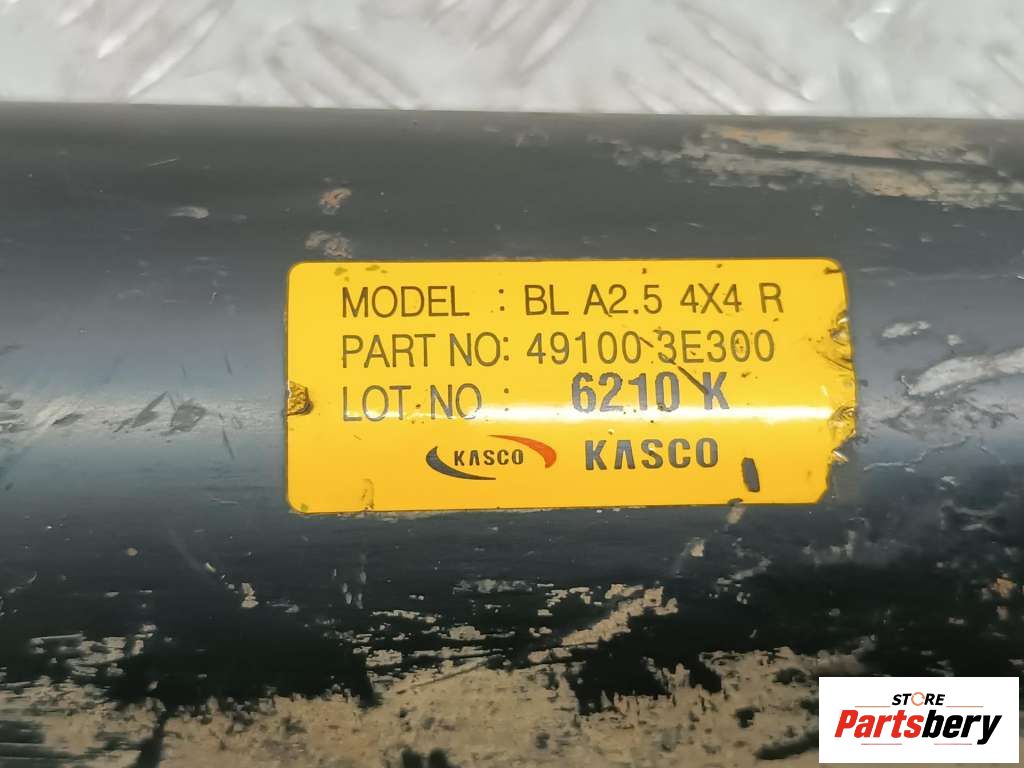 MODEL : BL A2.5 4X4 R
PART NO: 49100 3E300
LOT NO : 6210 K
KASCO KASCO
STORE
Partsbery